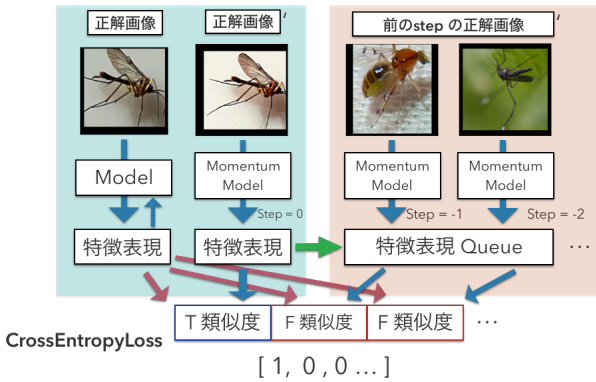 正解画像
正解画像′
前のstep の正解画像′
Model
Momentum
Model
Momentum
Model
Momentum
Model
Step = 0
Step = -1
Step = -2
特徴表現
特徴表現
特徴表現 Queue
…
T 類似度
F 類似度
F 類似度
…
CrossEntropyLoss
[ 1, 0 , 0 … ]